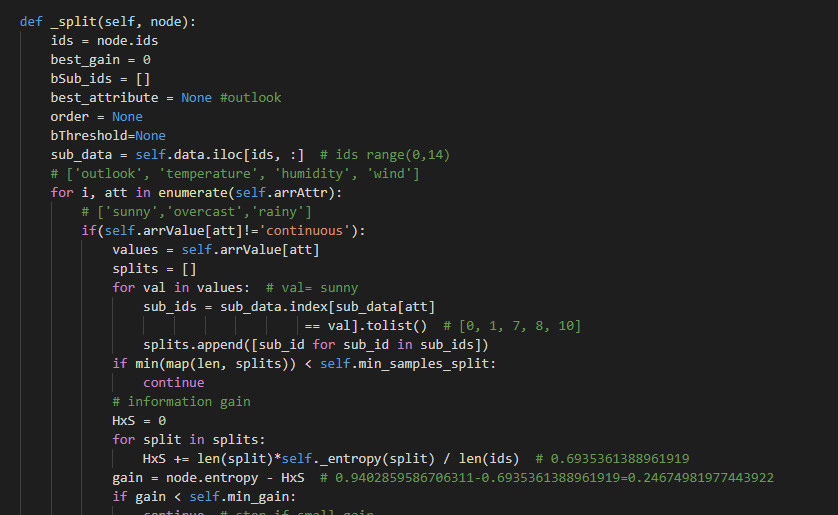 def _split(self, node):
    ids = node.ids
    best_gain = 0
    bSub_ids = []
    best_attribute = None #outlook
    order = None
    bThreshold=None
    sub_data = self.data.iloc[ids, :]  # ids range(0,14)
    # ['outlook', 'temperature', 'humidity', 'wind']
    for i, att in enumerate(self.arrAttr):
        # ['sunny','overcast','rainy']
        if(self.arrValue[att]!='continuous'):
            values = self.arrValue[att]
            splits = []
            for val in values:  # val= sunny
                sub_ids = sub_data.index[sub_data[att]
                                     == val].tolist()  # [0, 1, 7, 8, 10]
                splits.append([sub_id for sub_id in sub_ids])
            if min(map(len, splits)) < self.min_samples_split:
                continue
            # information gain
            HxS = 0
            for split in splits:
                HxS += len(split)*self._entropy(split) / len(ids)  # 0.6935361388961919
            gain = node.entropy - HxS  # 0.9402859586706311-0.6935361388961919=0.24674981977443922
            if gain < self.min_gain:
                continue  # stop if small gain